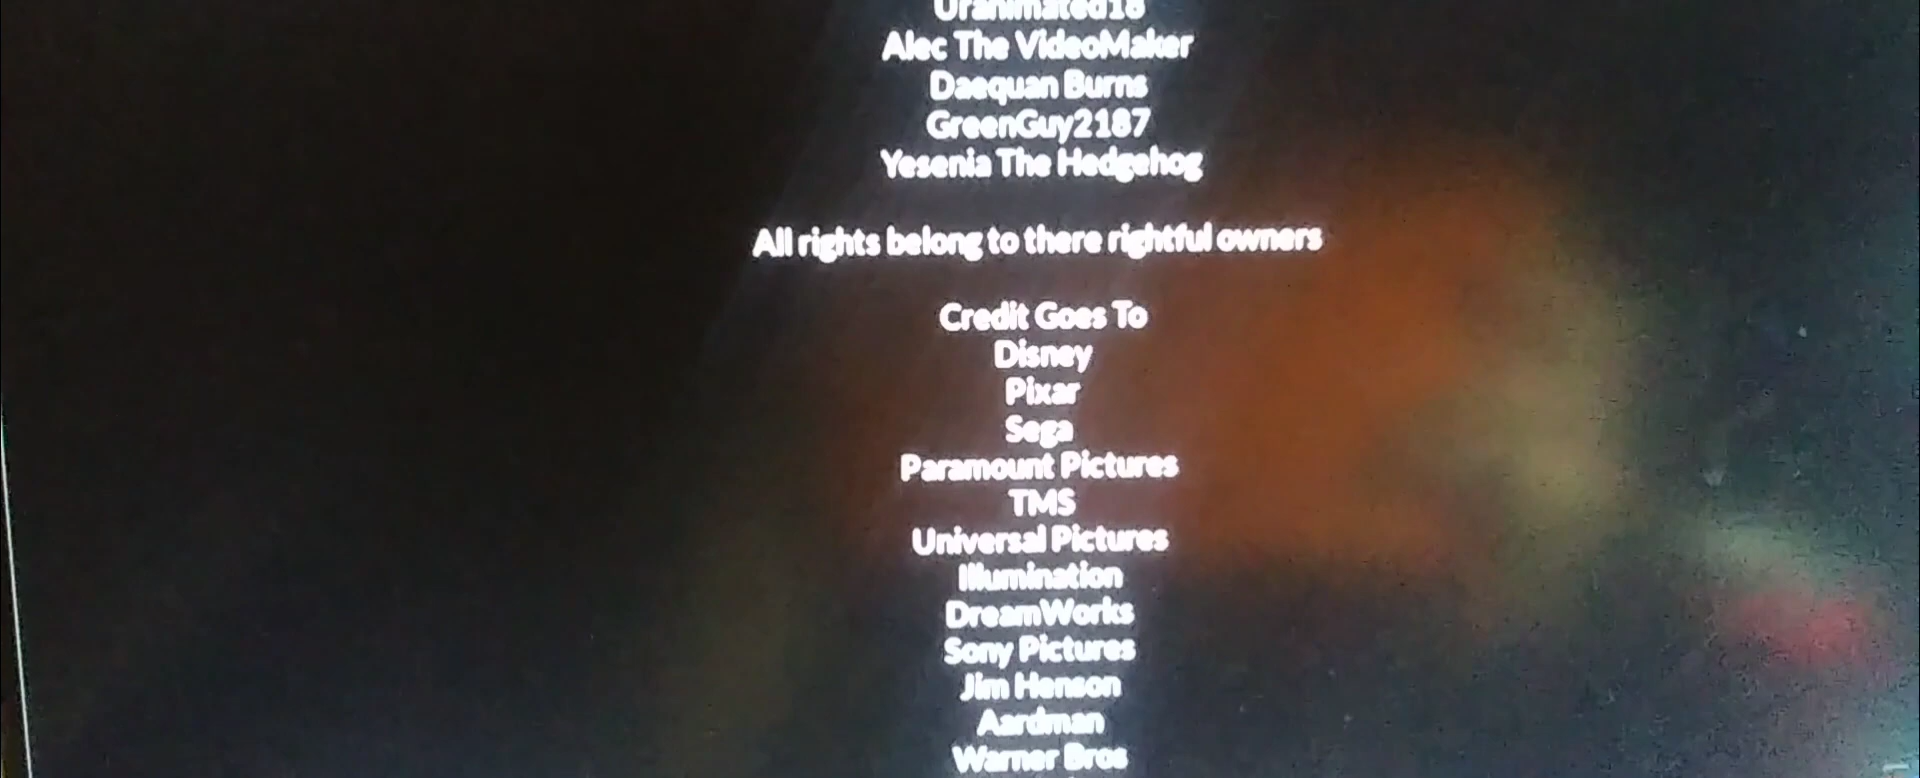 Uranimated18
Alec The VideoMaker
Daequan Burns
GreenGuy2187
Yesenia The Hedgehog
All rights belong to there rightful owners
Credit Goes To
Disney
Pixar
Sega
Paramount Pictures
TMS
Universal Pictures
Illumination
DreamWorks
Sony Pictures
Jim Henson
Aardman
Warner Bros